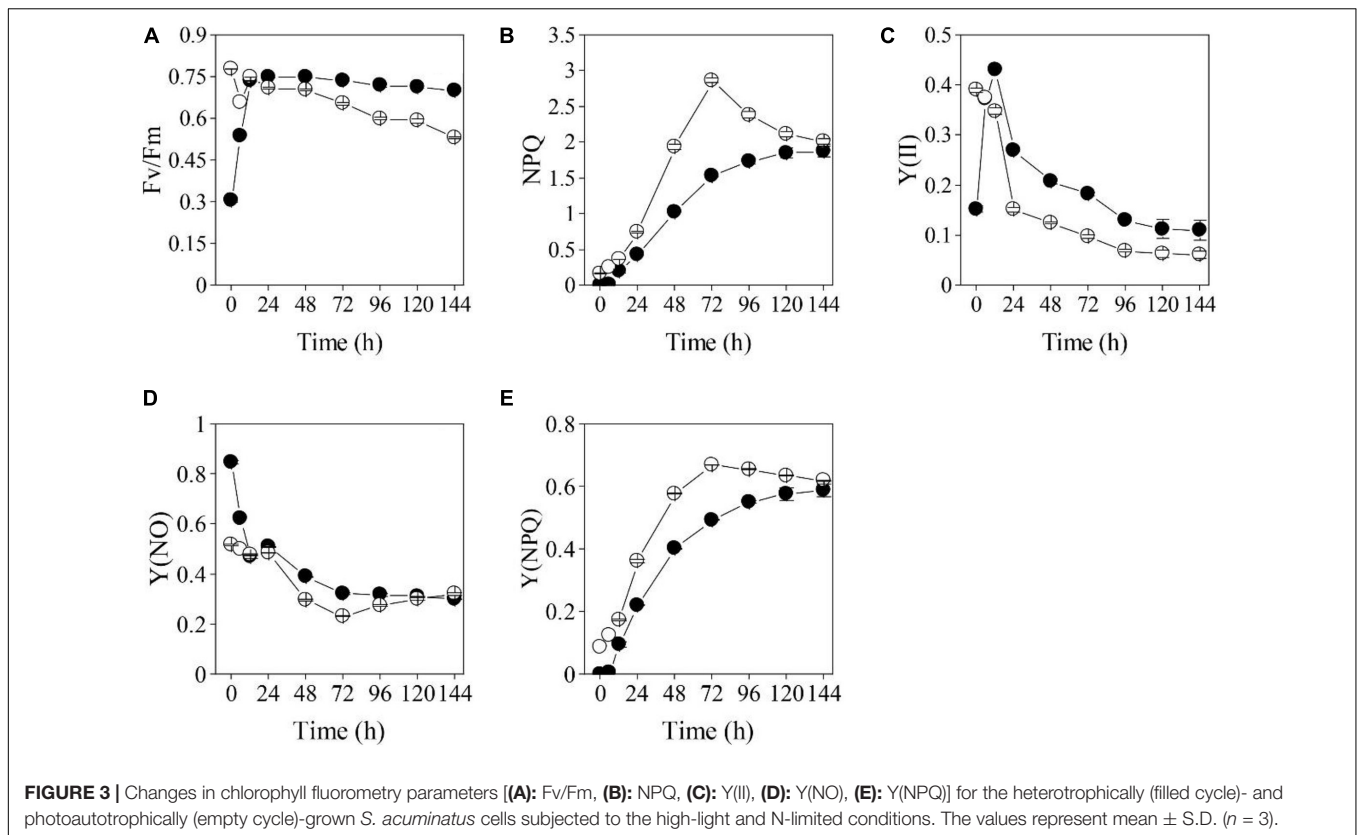 A
Fv/Fm
0.9
0.75
0.6
0.45
0.3
0.15
0
0 24 48 72 96 120 144
Time (h)
B
NPQ
3.5
3
2.5
2
1.5
1
0.5
0
0 24 48 72 96 120 144
Time (h)
C
Y(II)
0.5
0.4
0.3
0.2
0.1
0
0 24 48 72 96 120 144
Time (h)
D
Y(NO)
1
0.8
0.6
0.4
0.2
0
0 24 48 72 96 120 144
Time (h)
E
Y(NPQ)
0.8
0.6
0.4
0.2
0
0 24 48 72 96 120 144
Time (h)
FIGURE 3 | Changes in chlorophyll fluorometry parameters [(A): Fv/Fm, (B): NPQ, (C): Y(II), (D): Y(NO), (E): Y(NPQ)] for the heterotrophically (filled cycle)- and
photoautotrophically (empty cycle)-grown S. acuminatus cells subjected to the high-light and N-limited conditions. The values represent mean ± S.D. (n = 3).